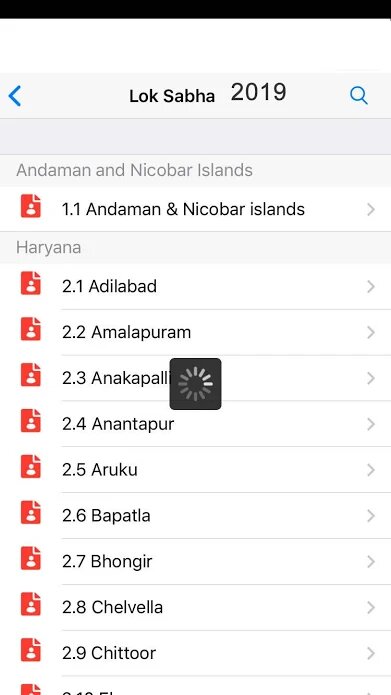 Lok Sabha 2019
Andaman and Nicobar Islands
1.1 Andaman & Nicobar islands
Haryana
2.1 Adilabad
2.2 Amalapuram
2.3 Anakapalli
2.4 Anantapur
2.5 Aruku
2.6 Bapatla
2.7 Bhongir
2.8 Chelvella
2.9 Chittoor